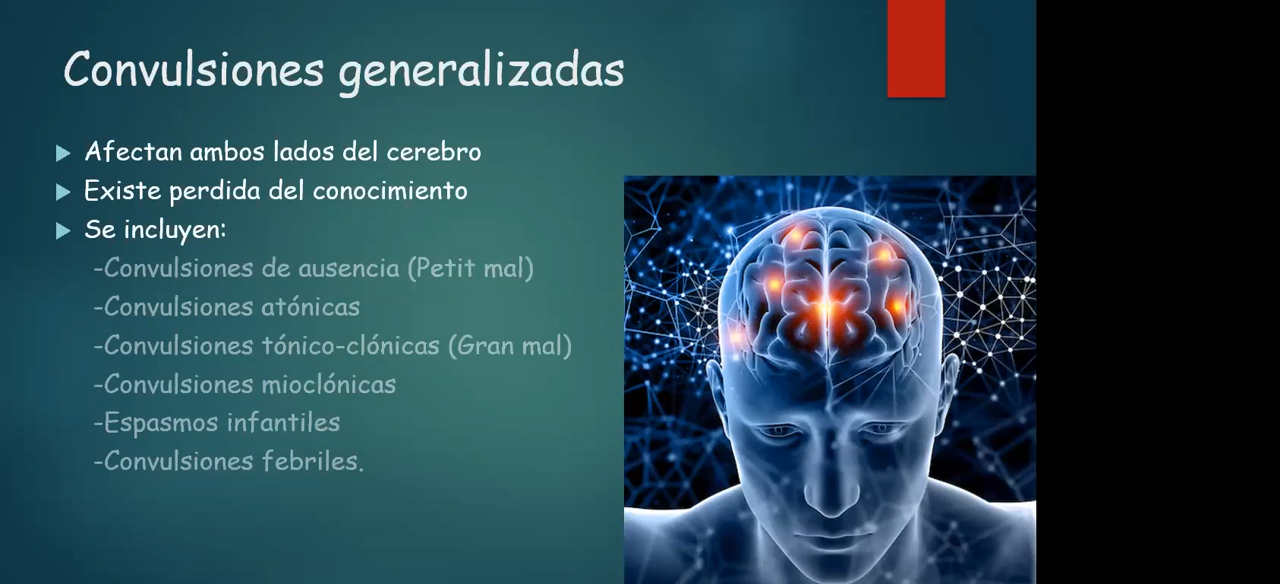 Convulsiones generalizadas
Afectan ambos lados del cerebro
Existe perdida del conocimiento
Se incluyen:
-Convulsiones de ausencia (Petit mal)
-Convulsiones atónicas
-Convulsiones tónico-clónicas (Gran mal)
-Convulsiones mioclónicas
-Espasmos infantiles
-Convulsiones febriles.